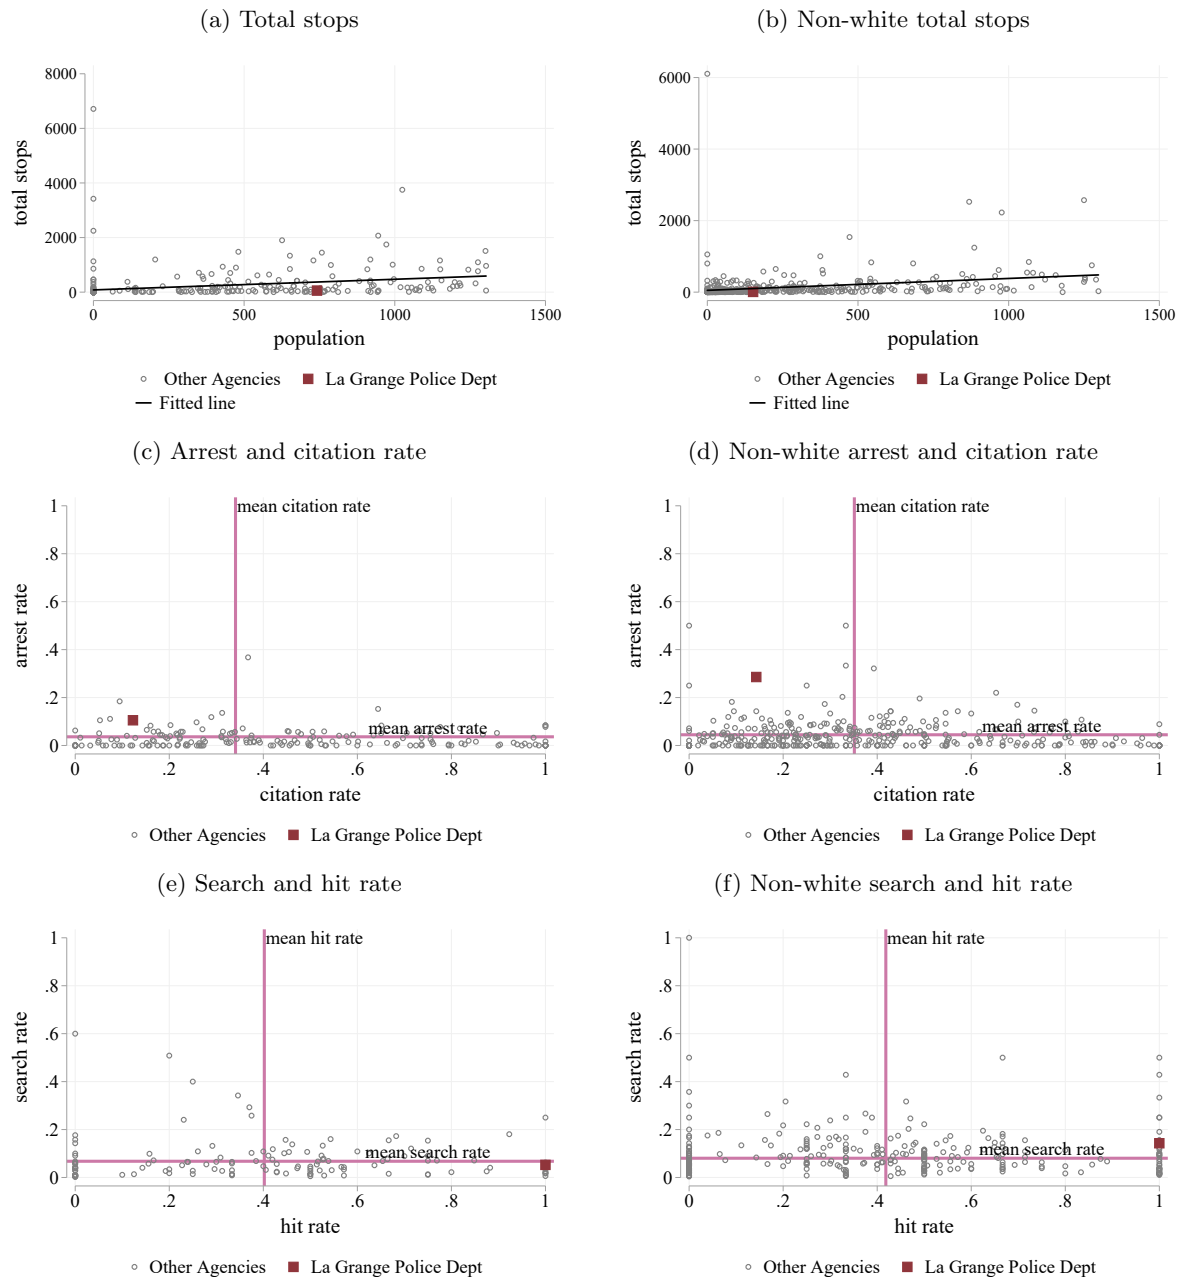 (a) Total stops
(b) Non-white total stops
8000
6000
4000
2000
0
total stops
0 500 1000 1500
population
○ Other Agencies ■ La Grange Police Dept
— Fitted line
6000
4000
2000
0
total stops
0 500 1000 1500
population
○ Other Agencies ■ La Grange Police Dept
— Fitted line
(c) Arrest and citation rate
(d) Non-white arrest and citation rate
1
.8
.6
.4
.2
0
arrest rate
mean citation rate
mean arrest rate
0 .2 .4 .6 .8 1
citation rate
○ Other Agencies ■ La Grange Police Dept
1
.8
.6
.4
.2
0
arrest rate
mean citation rate
mean arrest rate
0 .2 .4 .6 .8 1
citation rate
○ Other Agencies ■ La Grange Police Dept
(e) Search and hit rate
(f) Non-white search and hit rate
1
.8
.6
.4
.2
0
search rate
mean hit rate
mean search rate
0 .2 .4 .6 .8 1
hit rate
○ Other Agencies ■ La Grange Police Dept
1
.8
.6
.4
.2
0
search rate
mean hit rate
mean search rate
0 .2 .4 .6 .8 1
hit rate
○ Other Agencies ■ La Grange Police Dept